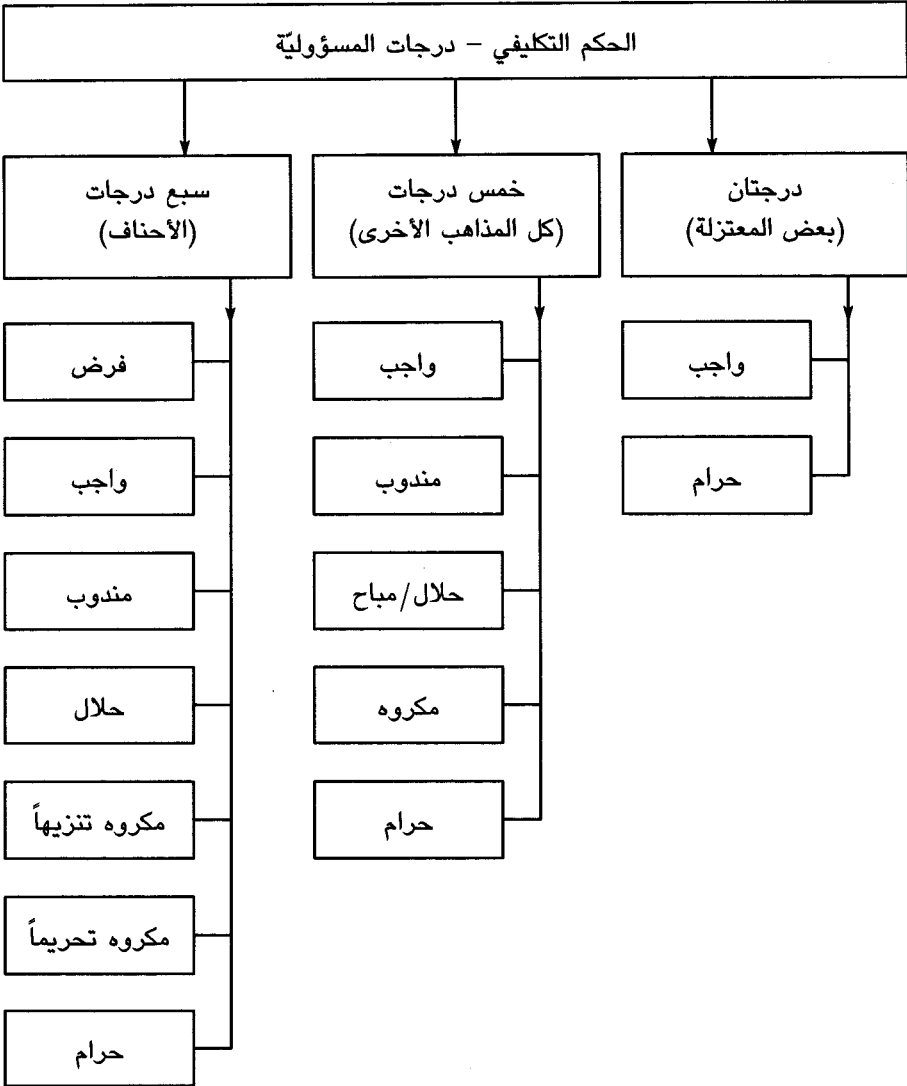 الحكم التكليفي – درجات المسؤوليّة
درجتان
(بعض المعتزلة)
واجب
حرام
خمس درجات
(كل المذاهب الأخرى)
واجب
مندوب
حلال/مباح
مكروه
حرام
سبع درجات
(الأحناف)
فرض
واجب
مندوب
حلال
مكروه تنزيهاً
مكروه تحريماً
حرام